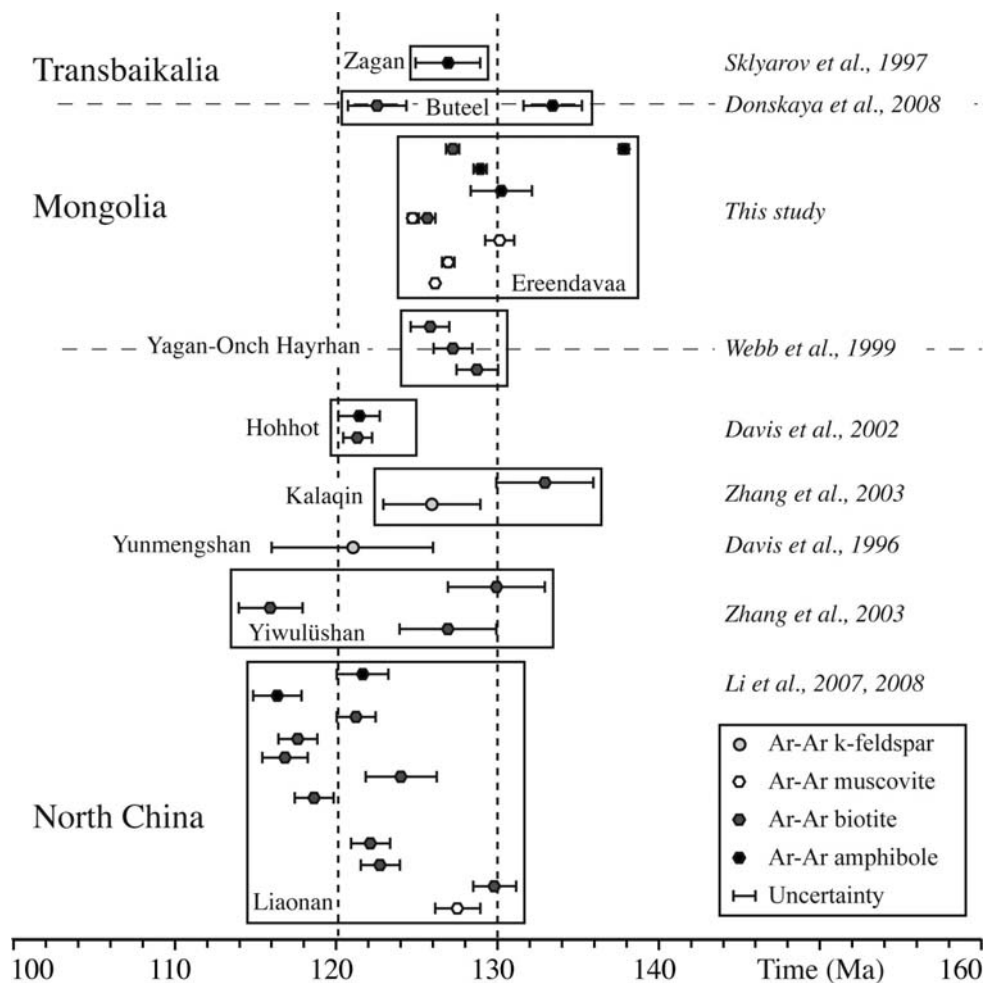 Zagan
Transbaikalia
Sklyarov et al., 1997
Buteel
Donskaya et al., 2008
Mongolia
This study
Ereendavaa
Yagan-Onch Hayrhan
Webb et al., 1999
Hohhot
Davis et al., 2002
Kalaqin
Zhang et al., 2003
Yunmengshan
Davis et al., 1996
Yiwulüshan
Zhang et al., 2003
Li et al., 2007, 2008
North China
Liaonan
Ar-Ar k-feldspar
Ar-Ar muscovite
Ar-Ar biotite
Ar-Ar amphibole
Uncertainty
100 120 130 140 Time (Ma) 160